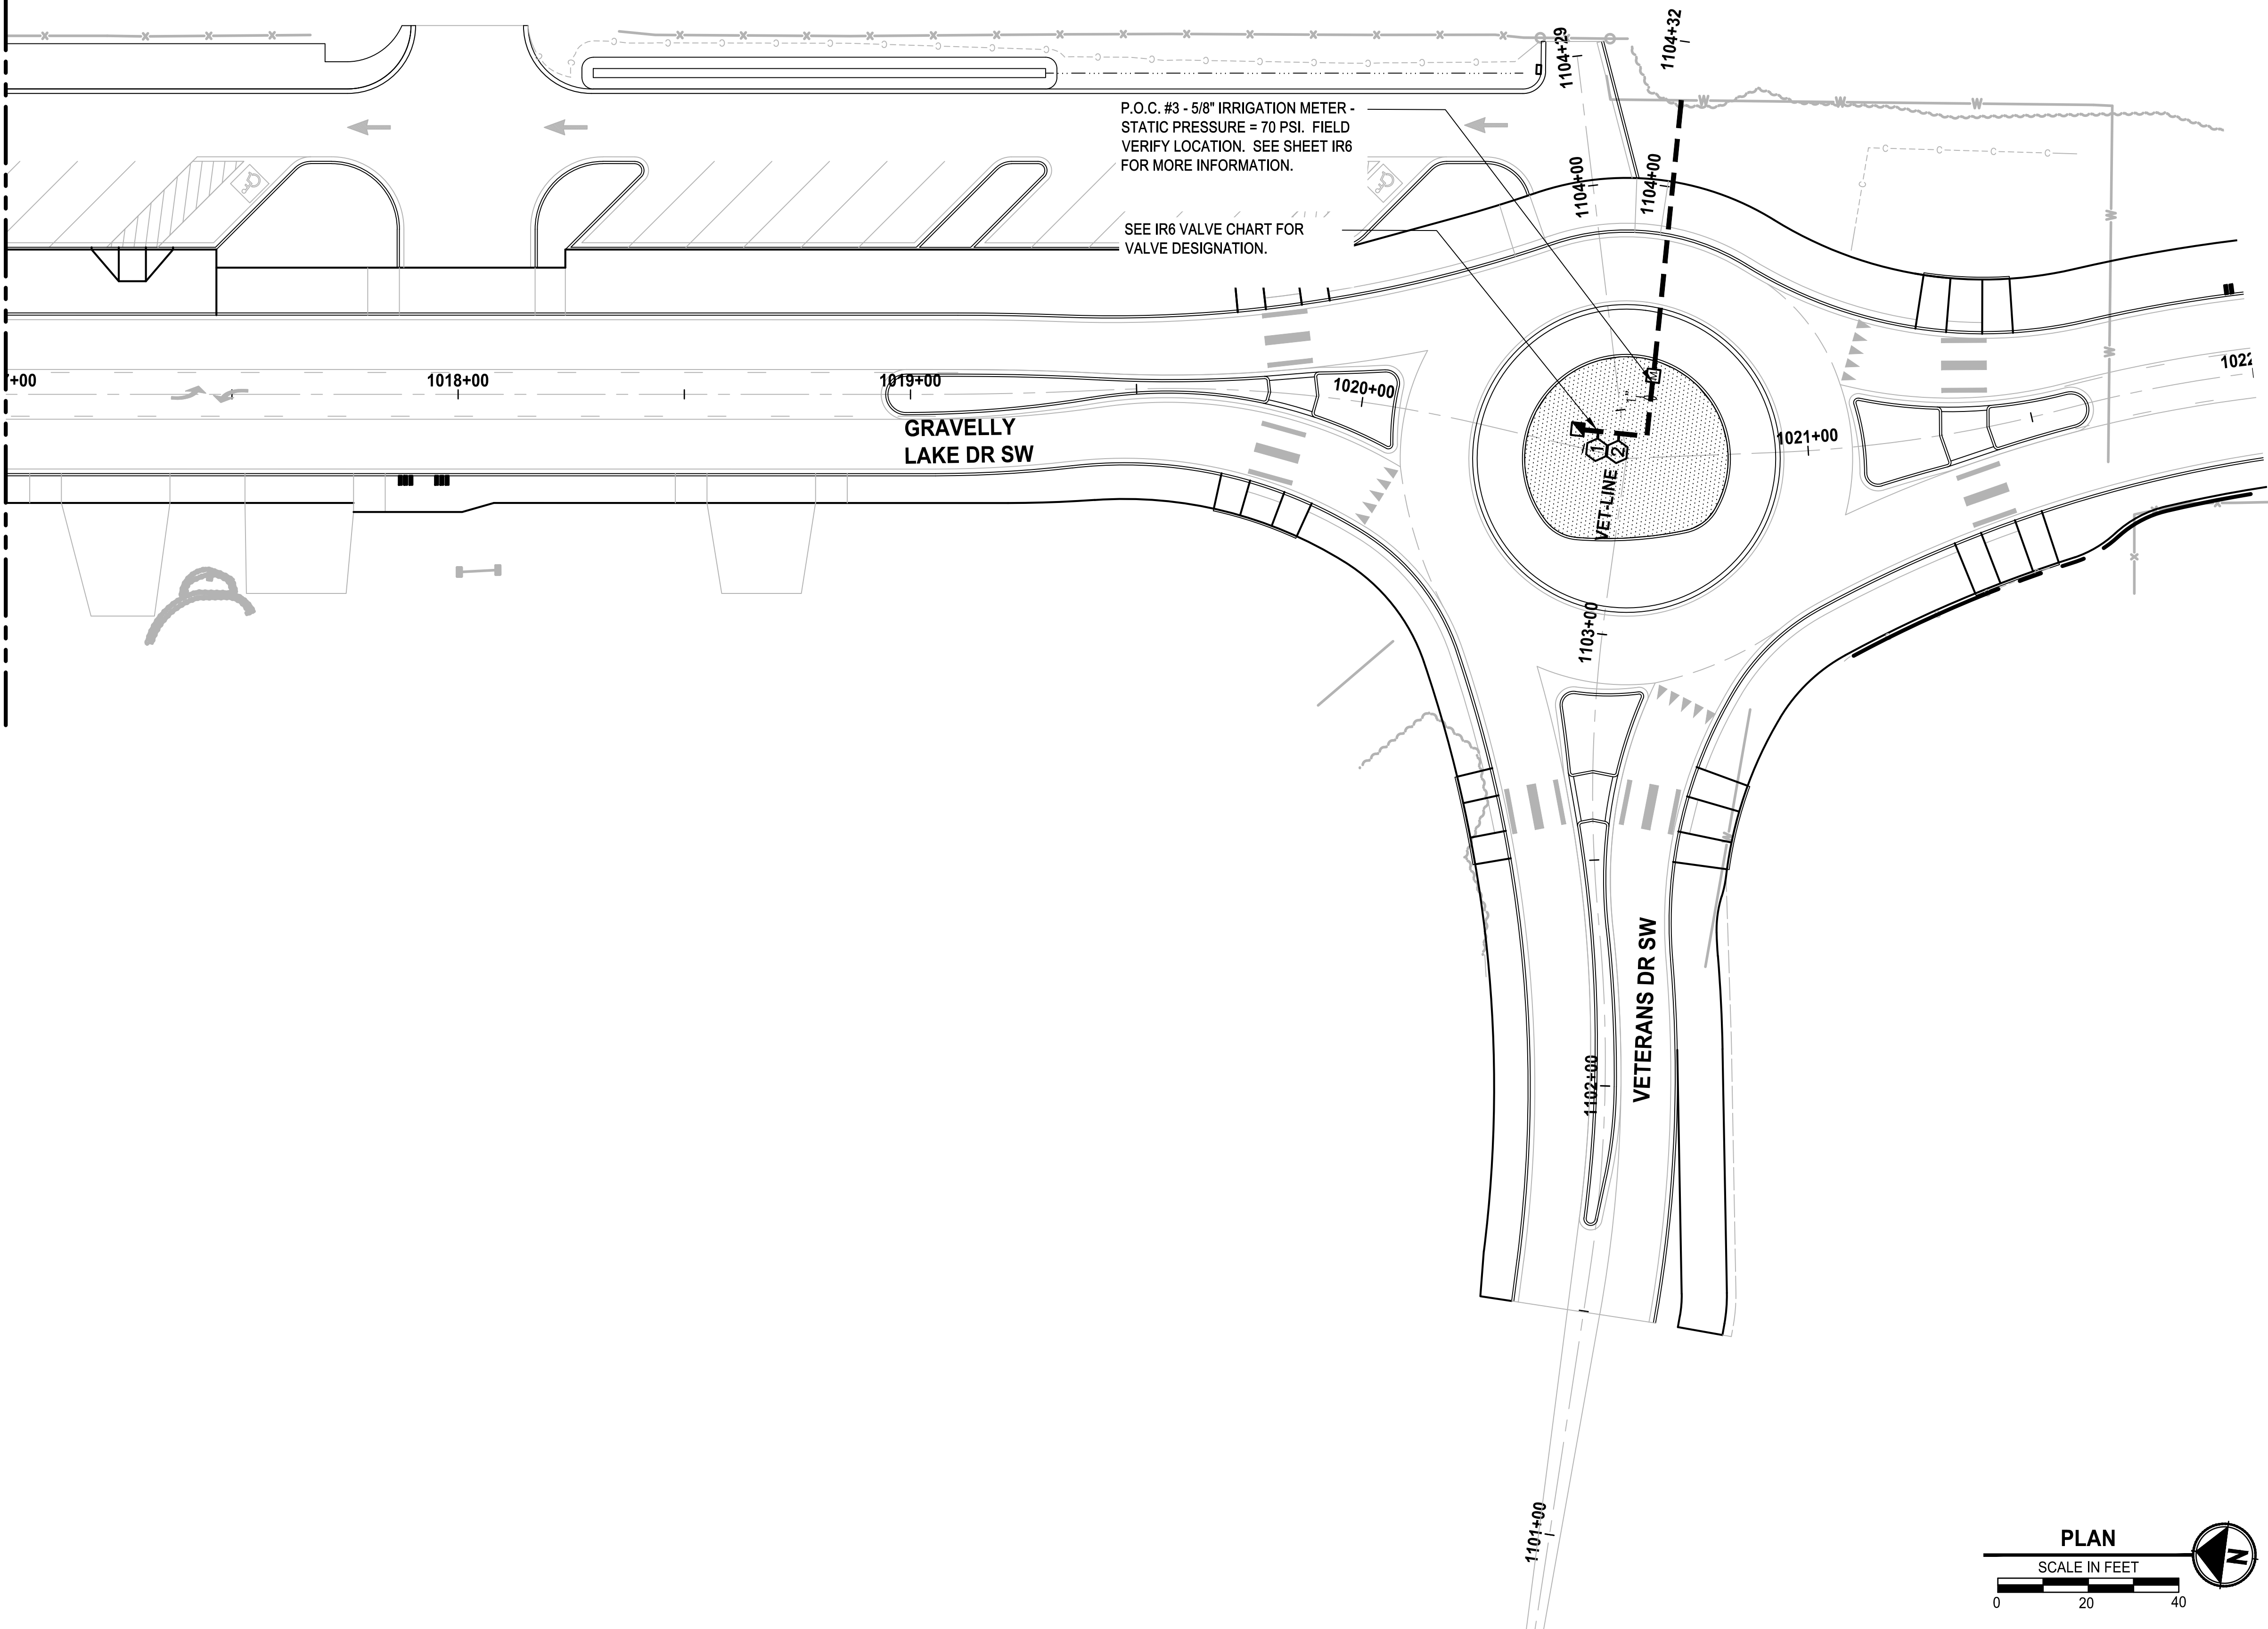 1104+29
1104+32
P.O.C. #3 - 5/8" IRRIGATION METER -
STATIC PRESSURE = 70 PSI. FIELD
VERIFY LOCATION. SEE SHEET IR6
FOR MORE INFORMATION.
1104+00
1104+00
SEE IR6 VALVE CHART FOR
VALVE DESIGNATION.
+00
1018+00
1019+00
1020+00
1021+00
1022
GRAVELLY
LAKE DR SW
M
1
2
VET-LINE
1103+00
VETERANS DR SW
1102+00
1101+00
PLAN
SCALE IN FEET
0 20 40
N